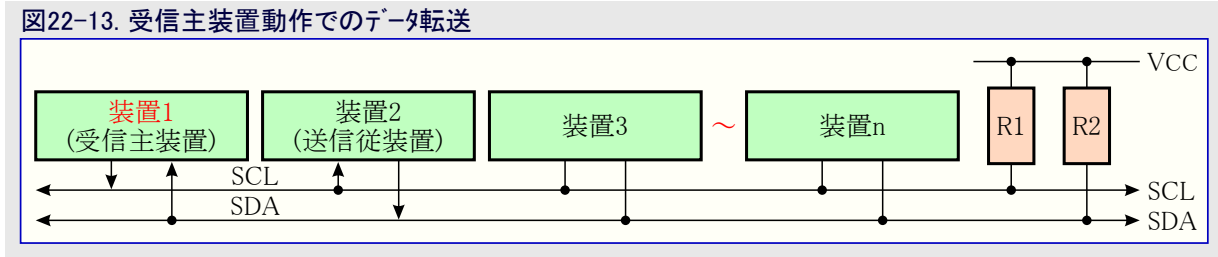 図22-13. 受信主装置動作でのﾃﾞｰﾀ転送
VCC
装置1
(受信主装置)
装置2
(送信従装置)
装置3
～
装置n
R1
R2
SCL
SCL
SDA
SDA